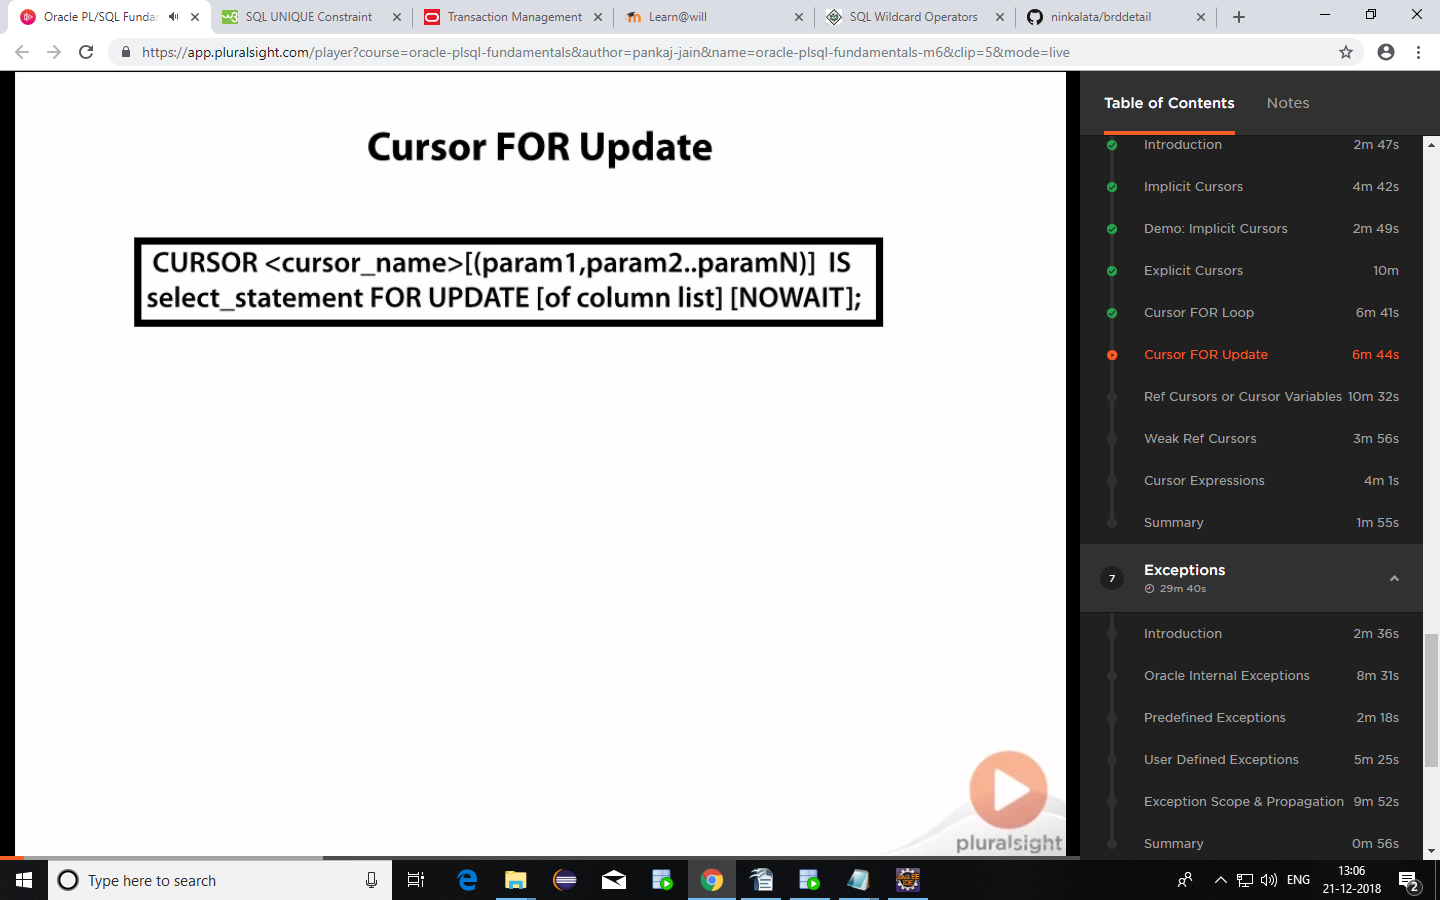 Oracle PL/SQL Fundar
SQL UNIQUE Constraint
Transaction Management
Learn@will
SQL Wildcard Operators
ninkalata/brddetail
https://app.pluralsight.com/player?course=oracle-plsql-fundamentals&author=pankaj-jain&name=oracle-plsql-fundamentals-m6&clip=5&mode=live
Cursor FOR Update
CURSOR <cursor_name>[(param1,param2..paramN)] IS
select_statement FOR UPDATE [of column list] [NOWAIT];
pluralsight
Table of Contents
Notes
Introduction 2m 47s
Implicit Cursors 4m 42s
Demo: Implicit Cursors 2m 49s
Explicit Cursors 10m
Cursor FOR Loop 6m 41s
Cursor FOR Update 6m 44s
Ref Cursors or Cursor Variables 10m 32s
Weak Ref Cursors 3m 56s
Cursor Expressions 4m 1s
Summary 1m 55s
7 Exceptions
29m 40s
Introduction 2m 36s
Oracle Internal Exceptions 8m 31s
Predefined Exceptions 2m 18s
User Defined Exceptions 5m 25s
Exception Scope & Propagation 9m 52s
Summary 0m 56s
Type here to search
ENG
13:06
21-12-2018
2